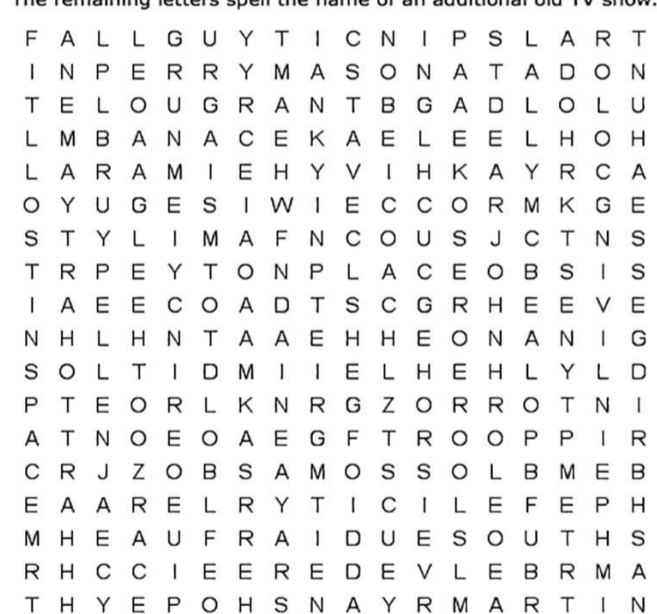 The remaining letters spell the name of an additional old TV show.
F A L L G U Y T I C N I P S L A R T
I N P E R R Y M A S O N A T A D O N
T E L O U G R A N T B G A D L O L U
L M B A N A C E K A E L E E L H O H
L A R A M I E H Y V I H K A Y R C A
O Y U G E S I W I E C C O R M K G E
S T Y L I M A F N C O U S J C T N S
T R P E Y T O N P L A C E O B S I S
I A E E C O A D T S C G R H E E V E
N H L H N T A A E H H E O N A N I G
S O L T I D M I I E L H E H L Y L D
P T E O R L K N R G Z O R R O T N I
A T N O E O A E G F T R O O P P I R
C R J Z O B S A M O S S O L B M E B
E A A R E L R Y T I C I L E F E P H
M H E A U F R A I D U E S O U T H S
R H C C I E E R E D E V L E B R M A
T H Y E P O H S N A Y R M A R T I N